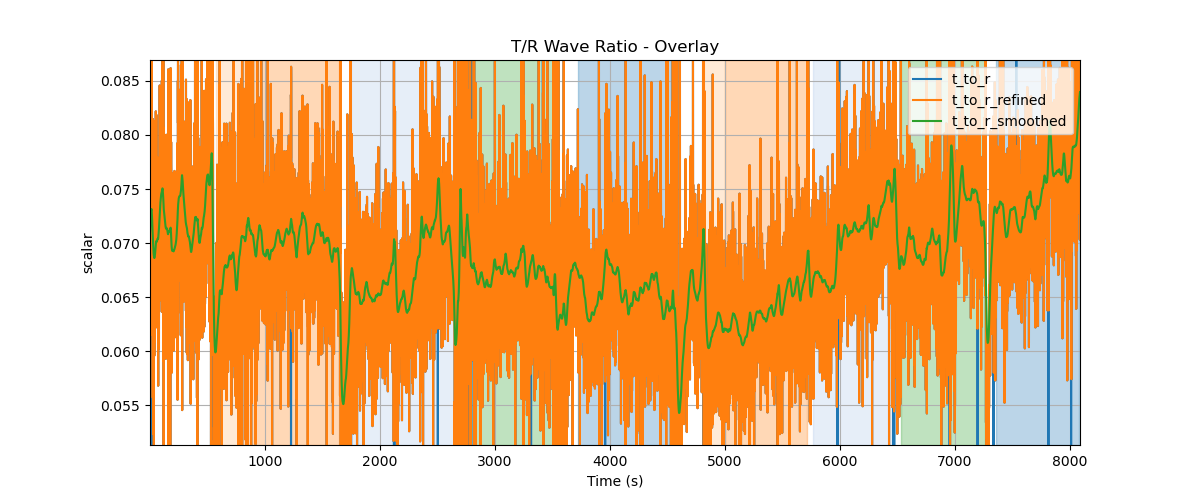 T/R Wave Ratio - Overlay
t_to_r
t_to_r_refined
t_to_r_smoothed
0.085
0.080
0.075
0.070
0.065
0.060
0.055
scalar
1000 2000 3000 4000 5000 6000 7000 8000
Time (s)